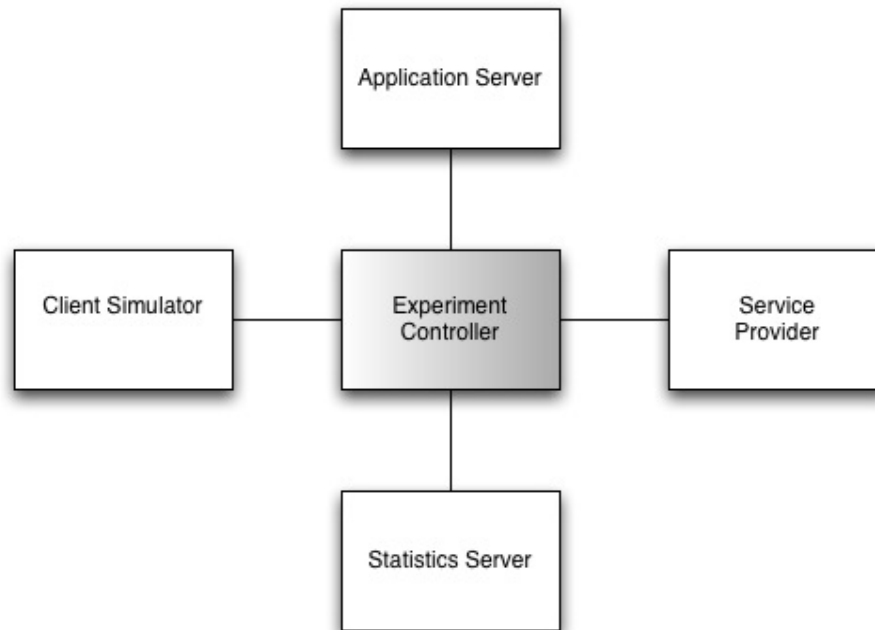 Application Server
Client Simulator
Experiment
Controller
Service
Provider
Statistics Server